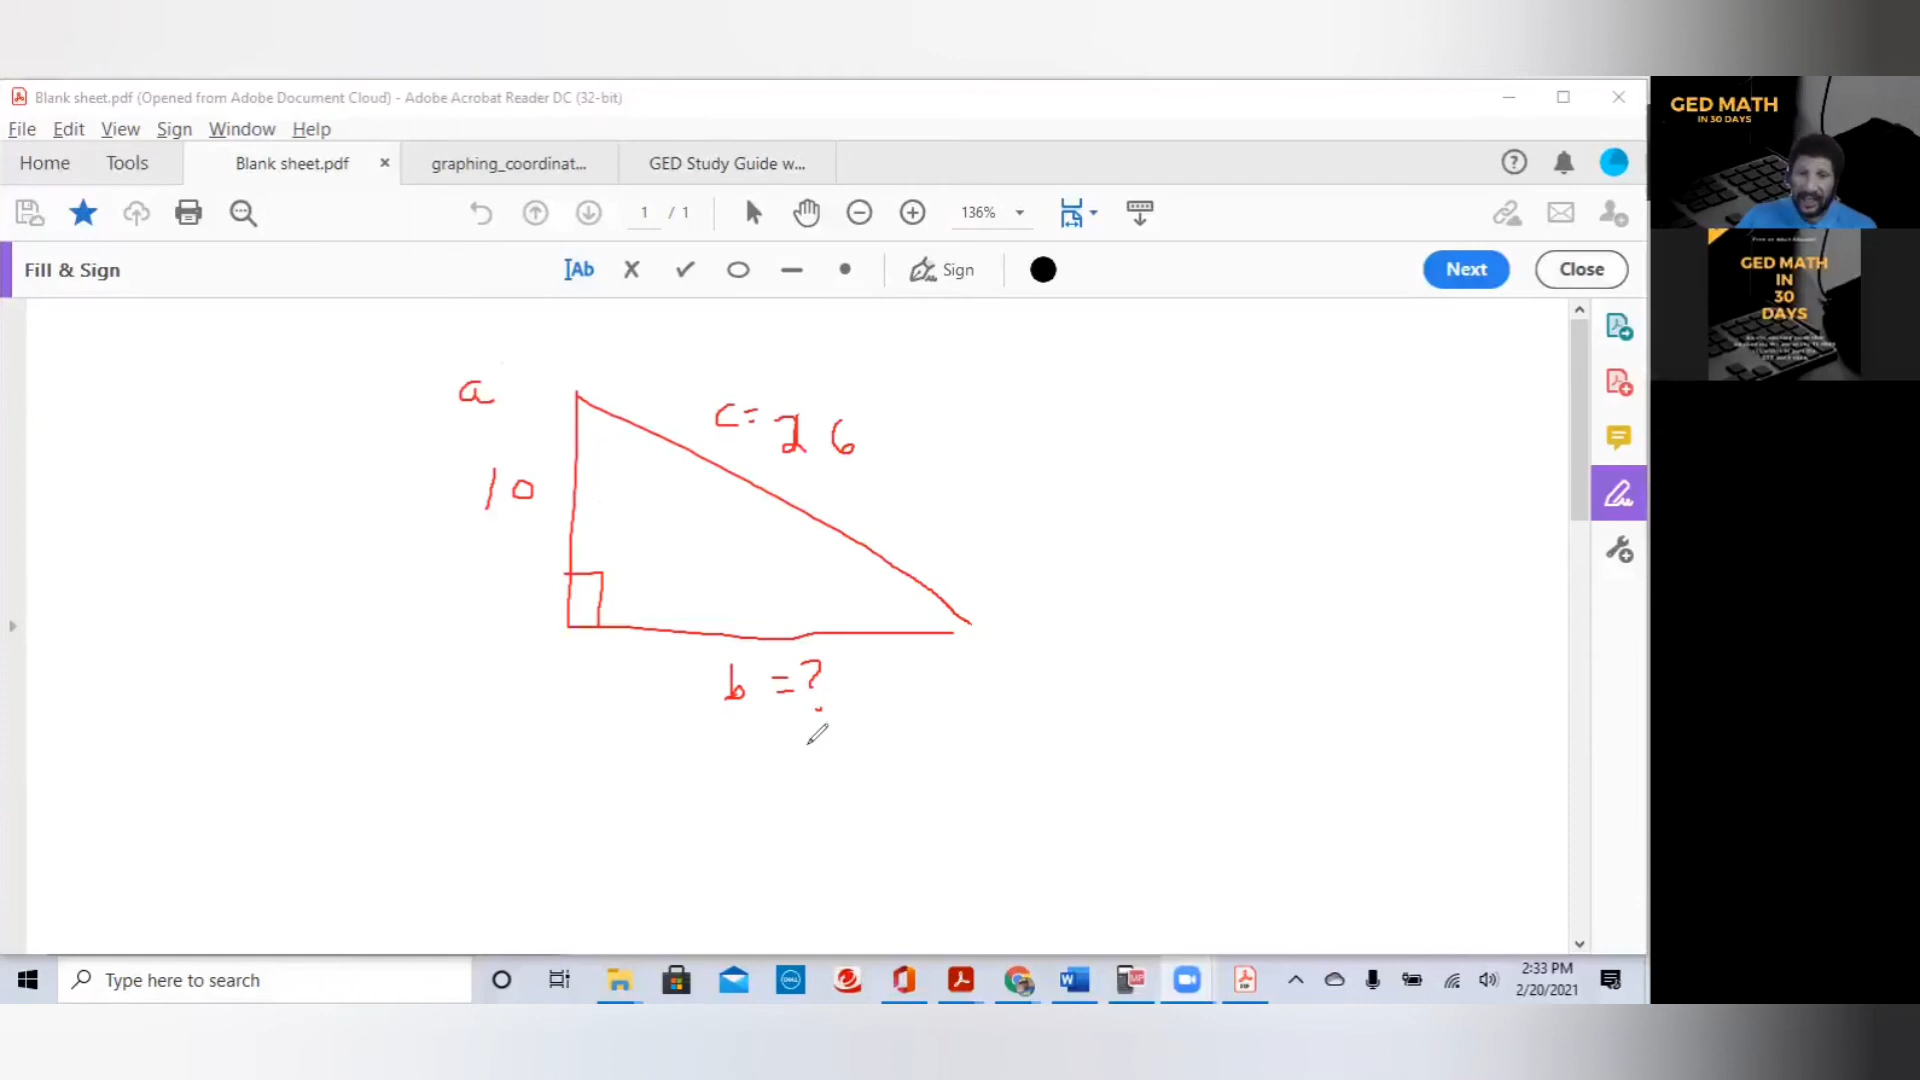 Blank sheet.pdf (Opened from Adobe Document Cloud) - Adobe Acrobat Reader DC (32-bit)
File Edit View Sign Window Help
Home Tools Blank sheet.pdf × graphing_coordinat... GED Study Guide w...
1 / 1 136%
Fill & Sign Ab Sign Next Close
a
c= 26
10
b = ?
Type here to search
2:33 PM
2/20/2021
GED MATH
IN 30 DAYS
GED MATH
IN
30
DAYS